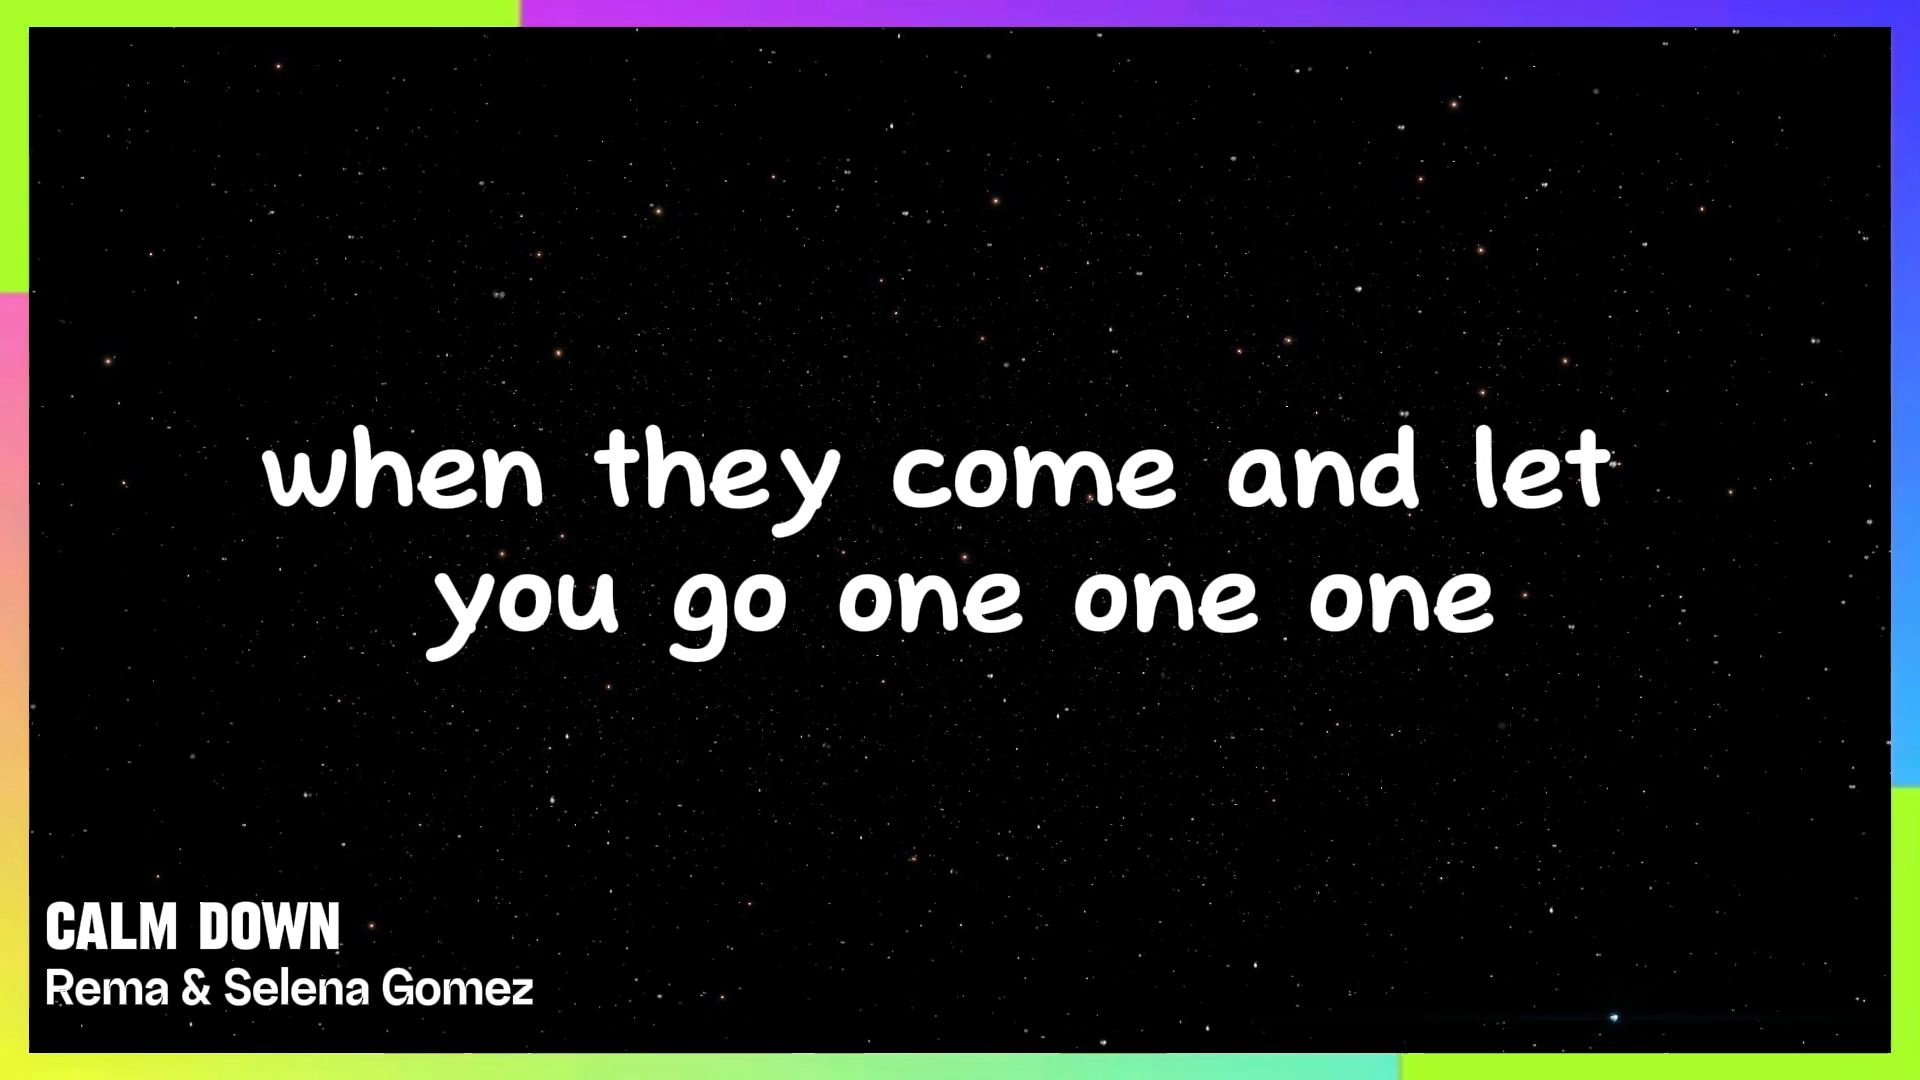 when they come and let
you go one one one
CALM DOWN
Rema & Selena Gomez